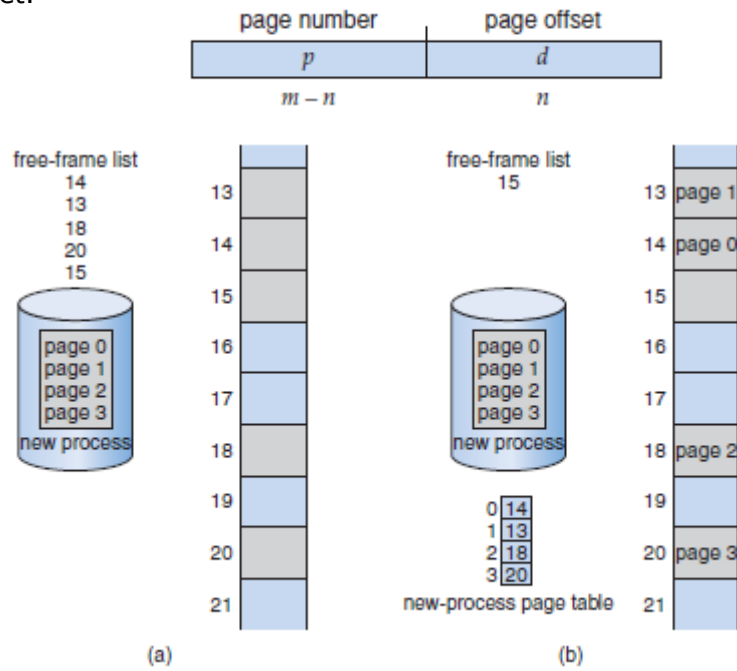 page number page offset
p d
m – n n
free-frame list
14
13
18
20
15
page 0
page 1
page 2
page 3
new process
13
14
15
16
17
18
19
20
21
(a)
free-frame list
15
page 0
page 1
page 2
page 3
new process
0 14
1 13
2 18
3 20
new-process page table
13 page 1
14 page 0
15
16
17
18 page 2
19
20 page 3
21
(b)